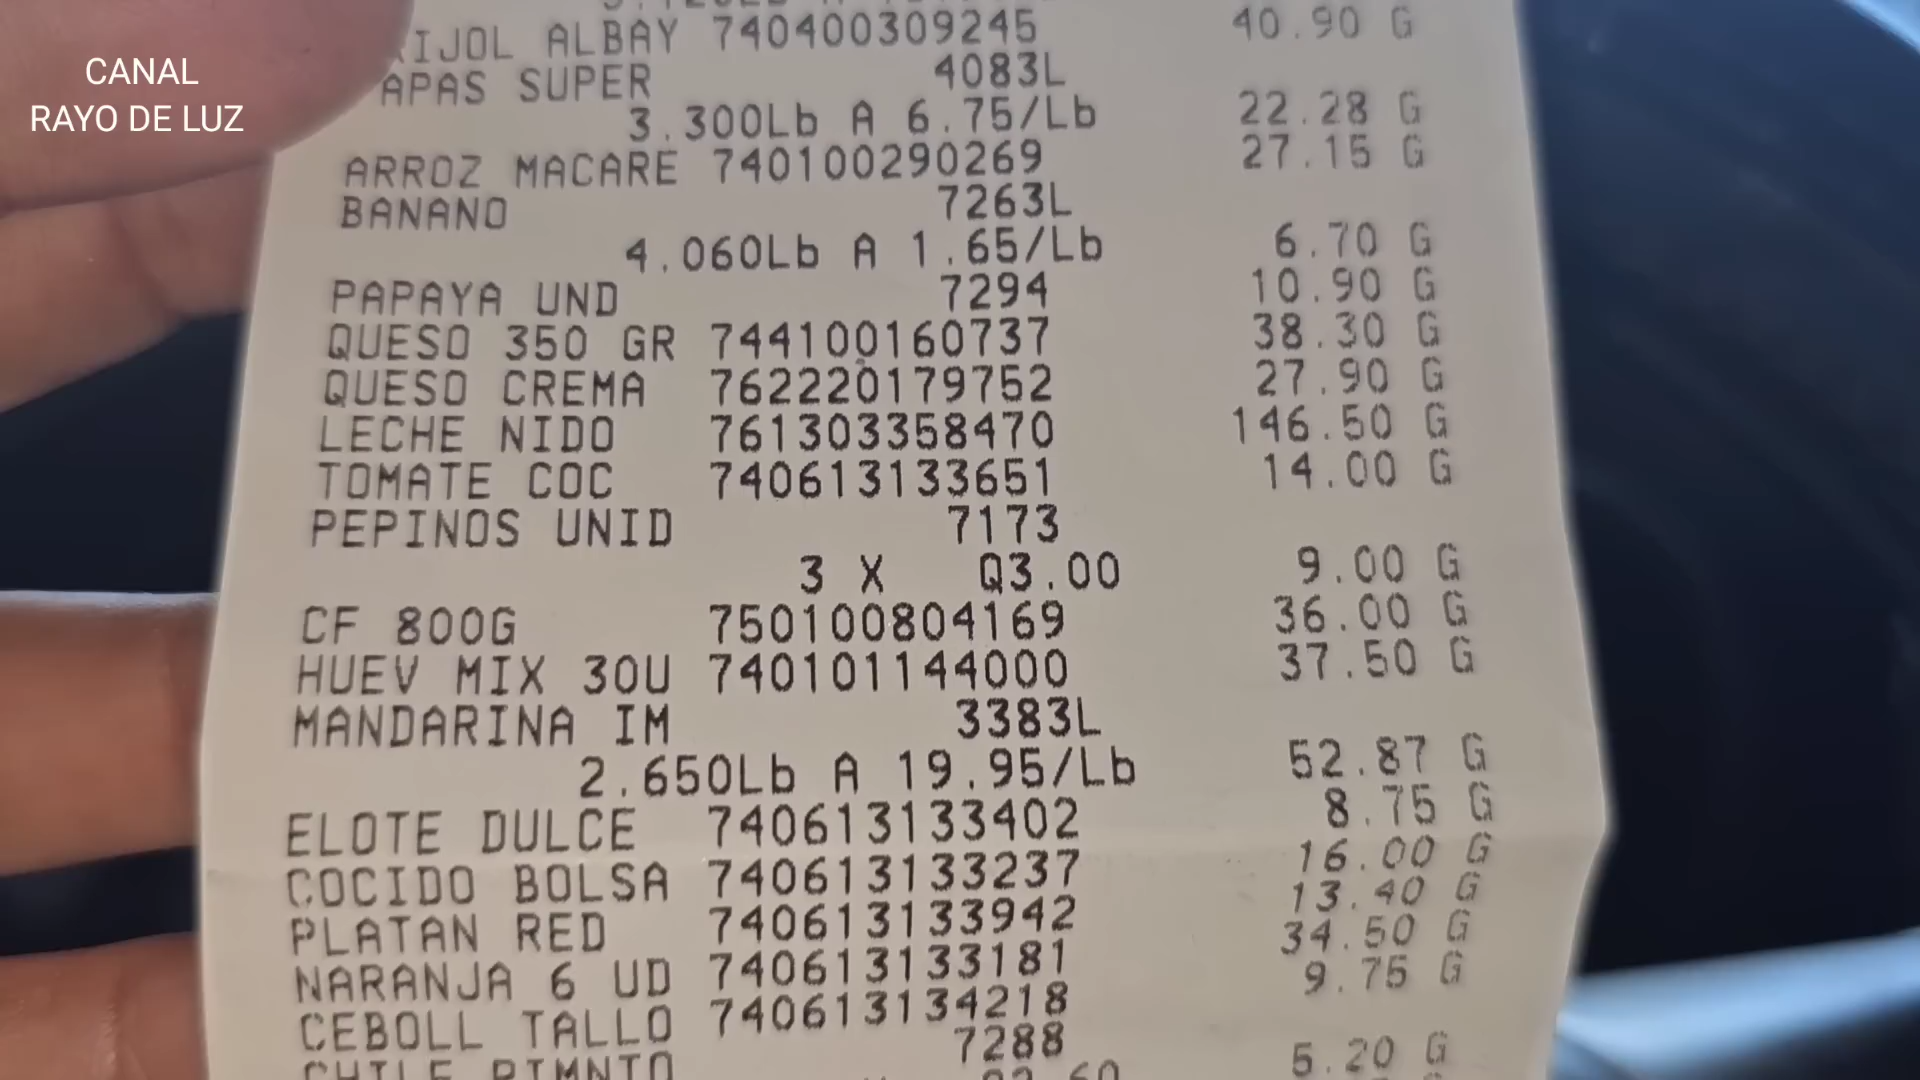 CANAL
RAYO DE LUZ
RIJOL ALBAY 740400309245 40.90 G
APAS SUPER 4083L
3.300Lb A 6.75/Lb 22.28 G
ARROZ MACARE 740100290269 27.15 G
BANANO 7263L
4.060Lb A 1.65/Lb 6.70 G
PAPAYA UND 7294 10.90 G
QUESO 350 GR 744100160737 38.30 G
QUESO CREMA 762220179752 27.90 G
LECHE NIDO 761303358470 146.50 G
TOMATE COC 740613133651 14.00 G
PEPINOS UNID 7173
3 X Q3.00 9.00 G
CF 800G 750100804169 36.00 G
HUEV MIX 30U 740101144000 37.50 G
MANDARINA IM 3383L
2.650Lb A 19.95/Lb 52.87 G
ELOTE DULCE 740613133402 8.75 G
COCIDO BOLSA 740613133237 16.00 G
PLATAN RED 740613133942 13.40 G
NARANJA 6 UD 740613133181 34.50 G
CEBOLL TALLO 740613134218 9.75 G
CHILE PIMNTO 7288
5.20 G